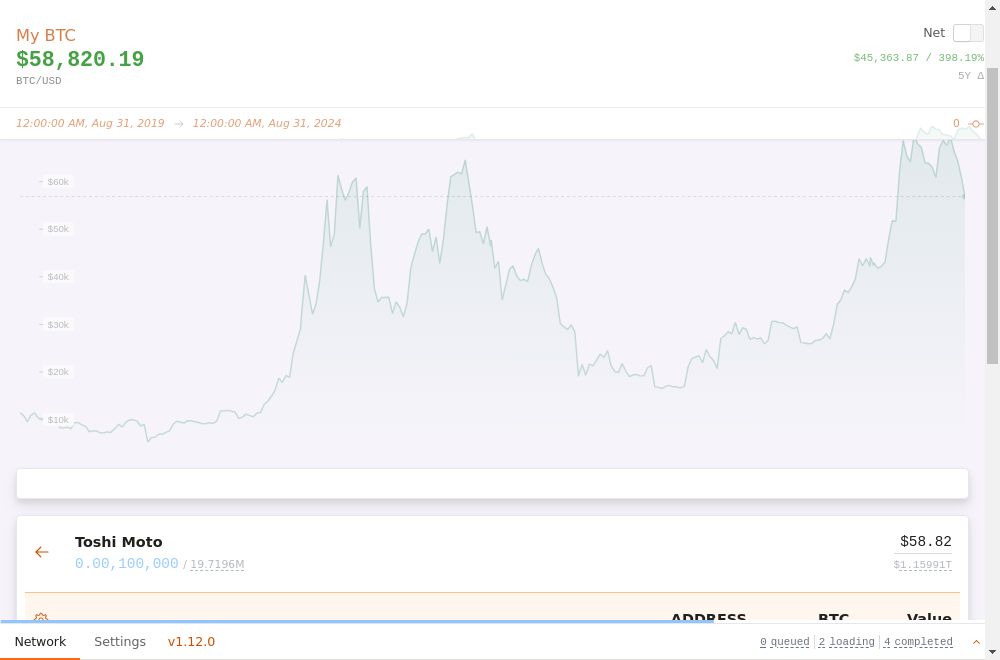 My BTC
Net
$58,820.19
$45,363.87 / 398.19%
BTC/USD
5Y Δ
12:00:00 AM, Aug 31, 2019 → 12:00:00 AM, Aug 31, 2024
0
$60k
$50k
$40k
$30k
$20k
$10k
Toshi Moto
$58.82
0.00,100,000 / 19.7196M
$1.15991T
ADDRESS BTC Value
Network Settings v1.12.0
0 queued 2 loading 4 completed